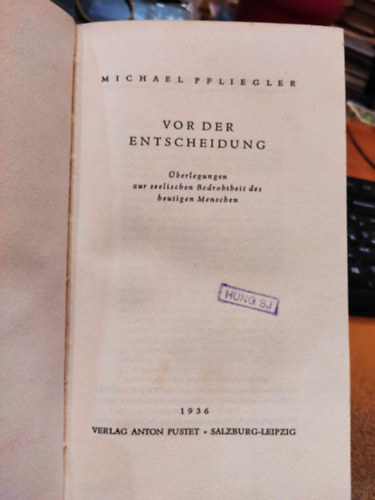 MICHAEL PFLIEGLER
VOR DER
ENTSCHEIDUNG
Überlegungen
zur seelischen Bedrohtheit des
heutigen Menschen
HUNG SJ
1936
VERLAG ANTON PUSTET • SALZBURG-LEIPZIG